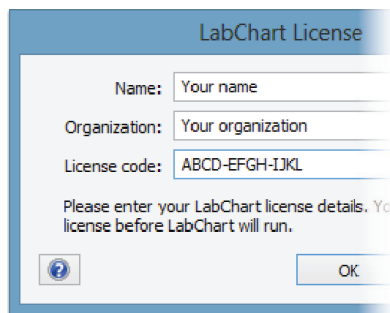 LabChart License
Name: Your name
Organization: Your organization
License code: ABCD-EFGH-IJKL
Please enter your LabChart license details.
license before LabChart will run.
?
OK